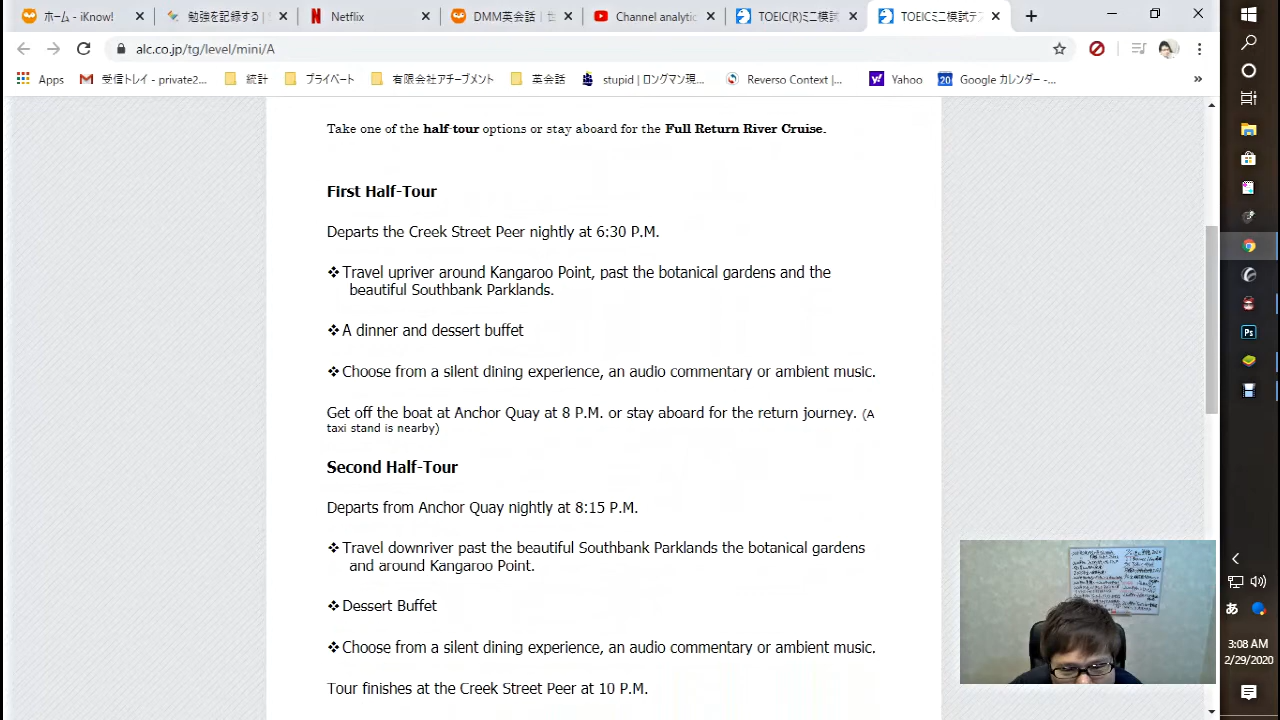 ホーム - iKnow!
勉強を記録する |
Netflix
DMM英会話 | 世
Channel analytic
TOEIC(R)ミニ模試
TOEICミニ模試テ
alc.co.jp/tg/level/mini/A
Apps
受信トレイ - private2...
統計
プライベート
有限会社アチーブメント
英会話
stupid | ロングマン現...
Reverso Context |...
Yahoo
20
Google カレンダー -...
»
Take one of the half-tour options or stay aboard for the Full Return River Cruise.
First Half-Tour
Departs the Creek Street Peer nightly at 6:30 P.M.
❖ Travel upriver around Kangaroo Point, past the botanical gardens and the
beautiful Southbank Parklands.
❖ A dinner and dessert buffet
❖ Choose from a silent dining experience, an audio commentary or ambient music.
Get off the boat at Anchor Quay at 8 P.M. or stay aboard for the return journey. (A
taxi stand is nearby)
Second Half-Tour
Departs from Anchor Quay nightly at 8:15 P.M.
❖ Travel downriver past the beautiful Southbank Parklands the botanical gardens
and around Kangaroo Point.
❖ Dessert Buffet
❖ Choose from a silent dining experience, an audio commentary or ambient music.
Tour finishes at the Creek Street Peer at 10 P.M.
Ps
あ
3:08 AM
2/29/2020